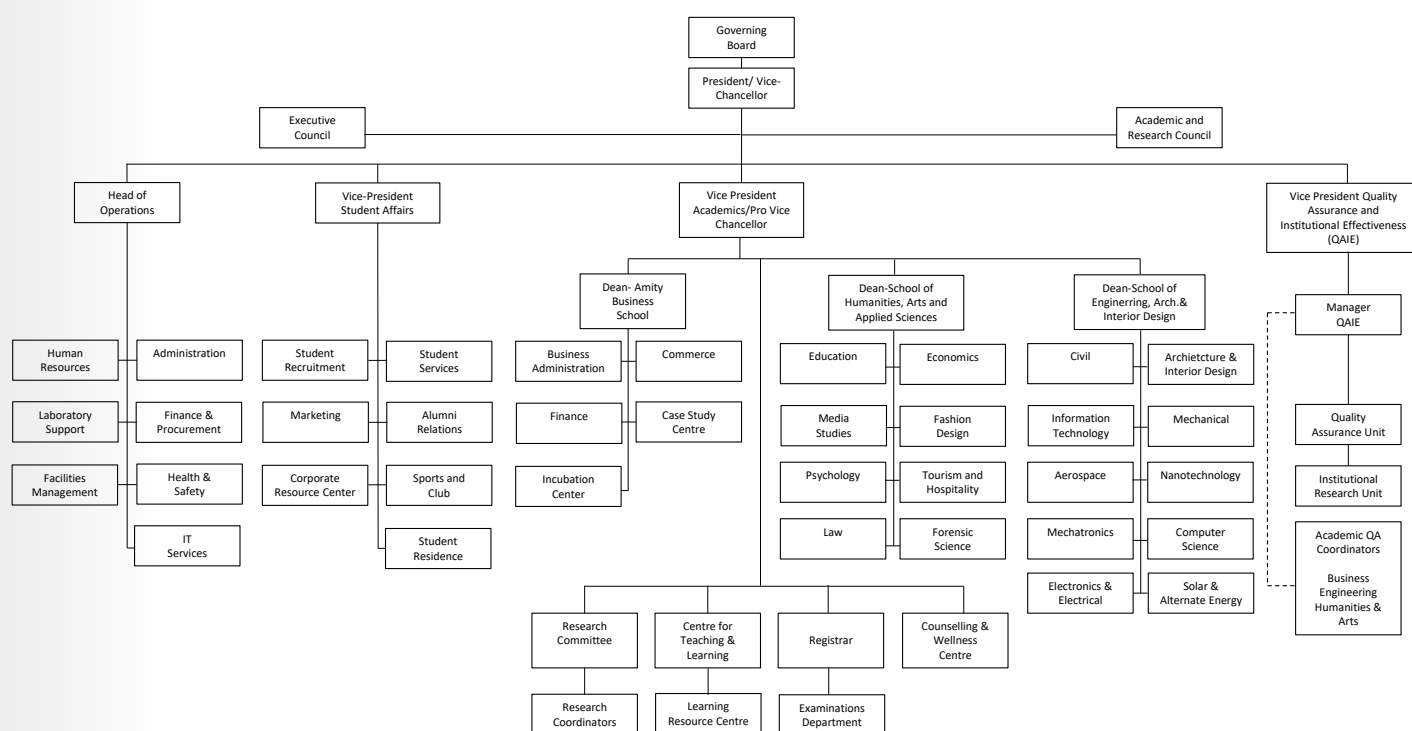 Governing
Board
President/ Vice-
Chancellor
Executive
Council
Academic and
Research Council
Head of
Operations
Vice-President
Student Affairs
Vice President
Academics/Pro Vice
Chancellor
Vice President Quality
Assurance and
Institutional Effectiveness
(QAIE)
Dean- Amity
Business
School
Dean-School of
Humanities, Arts and
Applied Sciences
Dean-School of
Enginerring, Arch.&
Interior Design
Manager
QAIE
Human
Resources
Administration
Student
Recruitment
Student
Services
Business
Administration
Commerce
Education
Economics
Civil
Archietcture &
Interior Design
Laboratory
Support
Finance &
Procurement
Marketing
Alumni
Relations
Finance
Case Study
Centre
Media
Studies
Fashion
Design
Information
Technology
Mechanical
Quality
Assurance Unit
Facilities
Management
Health &
Safety
Corporate
Resource Center
Sports and
Club
Incubation
Center
Psychology
Tourism and
Hospitality
Aerospace
Nanotechnology
Institutional
Research Unit
IT
Services
Student
Residence
Law
Forensic
Science
Mechatronics
Computer
Science
Academic QA
Coordinators
Business
Engineering
Humanities &
Arts
Electronics &
Electrical
Solar &
Alternate Energy
Research
Committee
Centre for
Teaching &
Learning
Registrar
Counselling &
Wellness
Centre
Research
Coordinators
Learning
Resource Centre
Examinations
Department